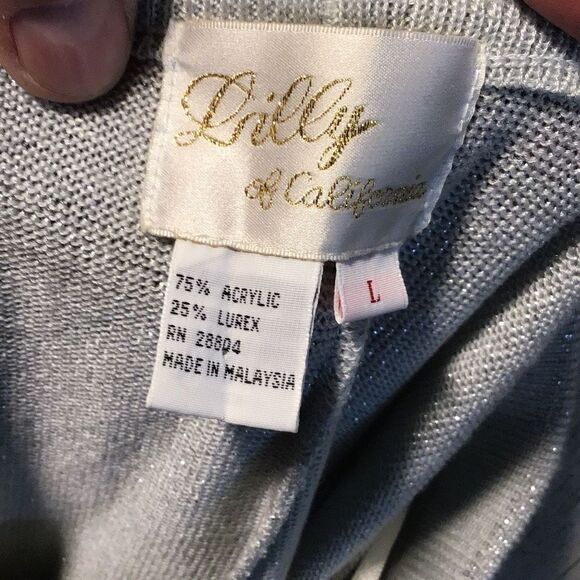 Lilly
of California
75% ACRYLIC
25% LUREX
RN 28804
MADE IN MALAYSIA
L